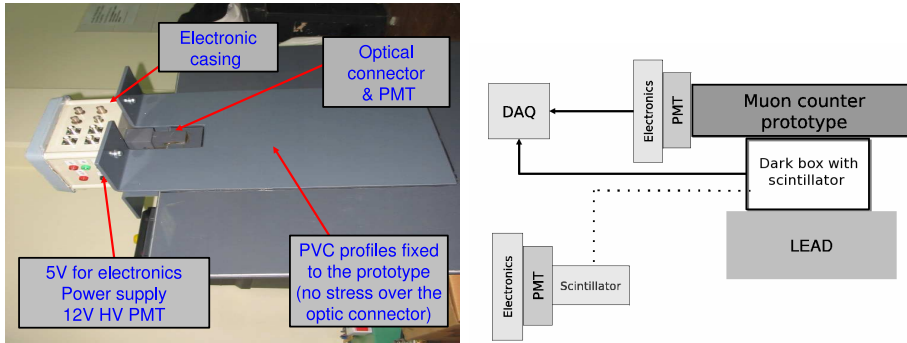 Electronic
casing
Optical
connector
& PMT
5V for electronics
Power supply
12V HV PMT
PVC profiles fixed
to the prototype
(no stress over the
optic connector)
DAQ
Electronics
PMT
Muon counter
prototype
Dark box with
scintillator
LEAD
Electronics
PMT
Scintillator